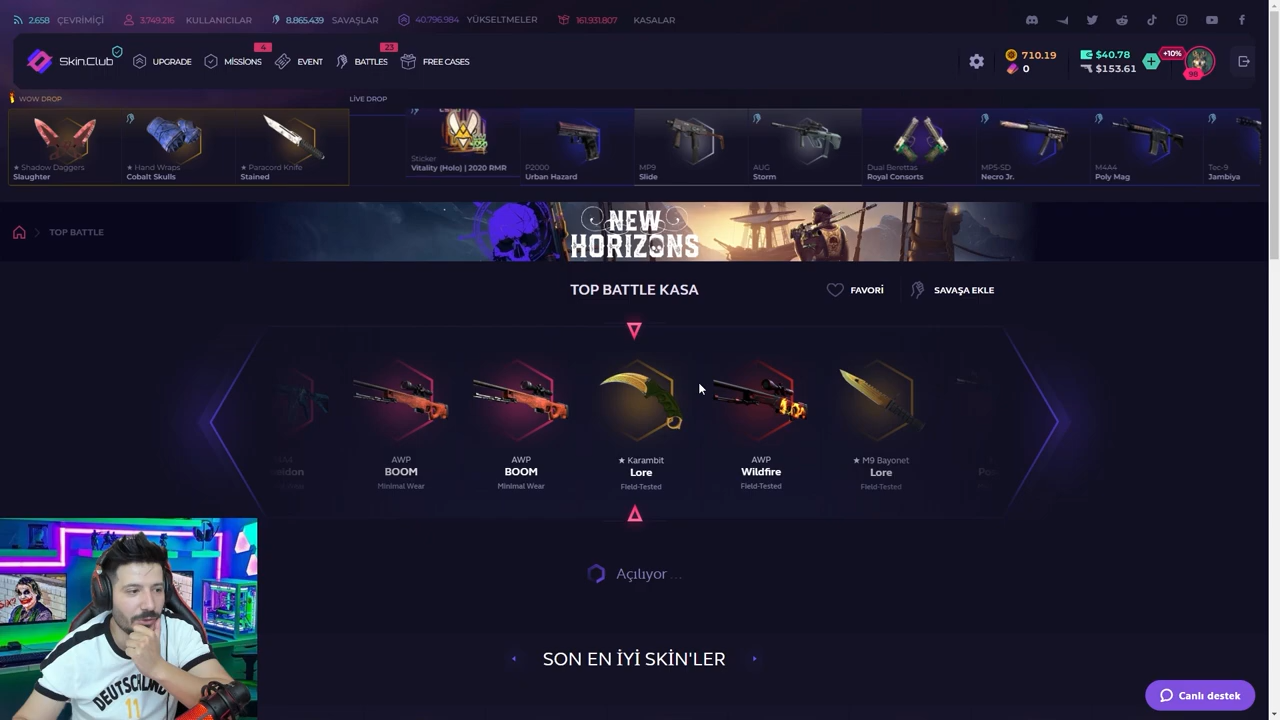 2.658 ÇEVRİMİÇİ 3.749.216 KULLANICILAR 8.865.439 SAVAŞLAR 40.796.984 YÜKSELTMELER 161.931.807 KASALAR
4 23
Skin.Club UPGRADE MISSIONS EVENT BATTLES FREE CASES
710.19
0
$40.78
$153.61
+10%
98
WOW DROP LİVE DROP
★ Shadow Daggers
Slaughter
★ Hand Wraps
Cobalt Skulls
★ Paracord Knife
Stained
Sticker
Vitality (Holo) | 2020 RMR
P2000
Urban Hazard
MP9
Slide
AUG
Storm
Dual Berettas
Royal Consorts
MP5-SD
Necro Jr.
M4A4
Poly Mag
Tec-9
Jambiya
NEW
HORIZONS
TOP BATTLE
TOP BATTLE KASA
FAVORİ
SAVAŞA EKLE
AWP
BOOM
Minimal Wear
AWP
BOOM
Minimal Wear
★ Karambit
Lore
Field-Tested
AWP
Wildfire
Field-Tested
★ M9 Bayonet
Lore
Field-Tested
Açılıyor ...
SON EN İYİ SKİN'LER
11
Canlı destek